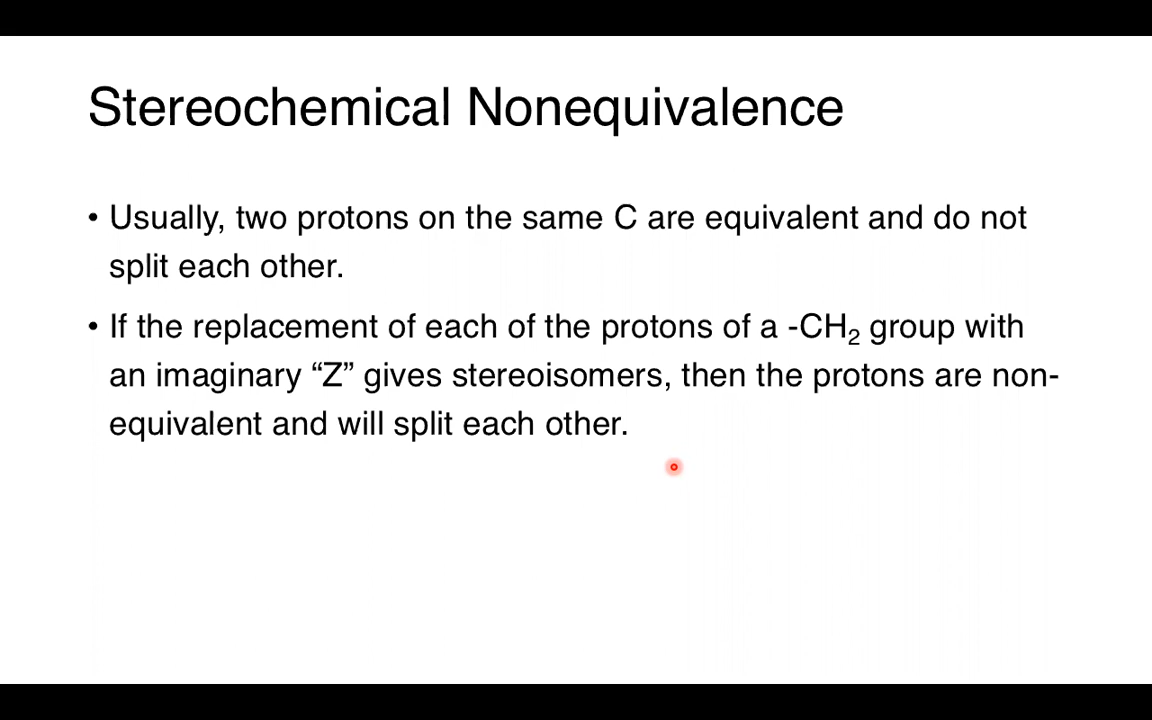 Stereochemical Nonequivalence
• Usually, two protons on the same C are equivalent and do not
split each other.
• If the replacement of each of the protons of a -CH₂ group with
an imaginary “Z” gives stereoisomers, then the protons are non-
equivalent and will split each other.